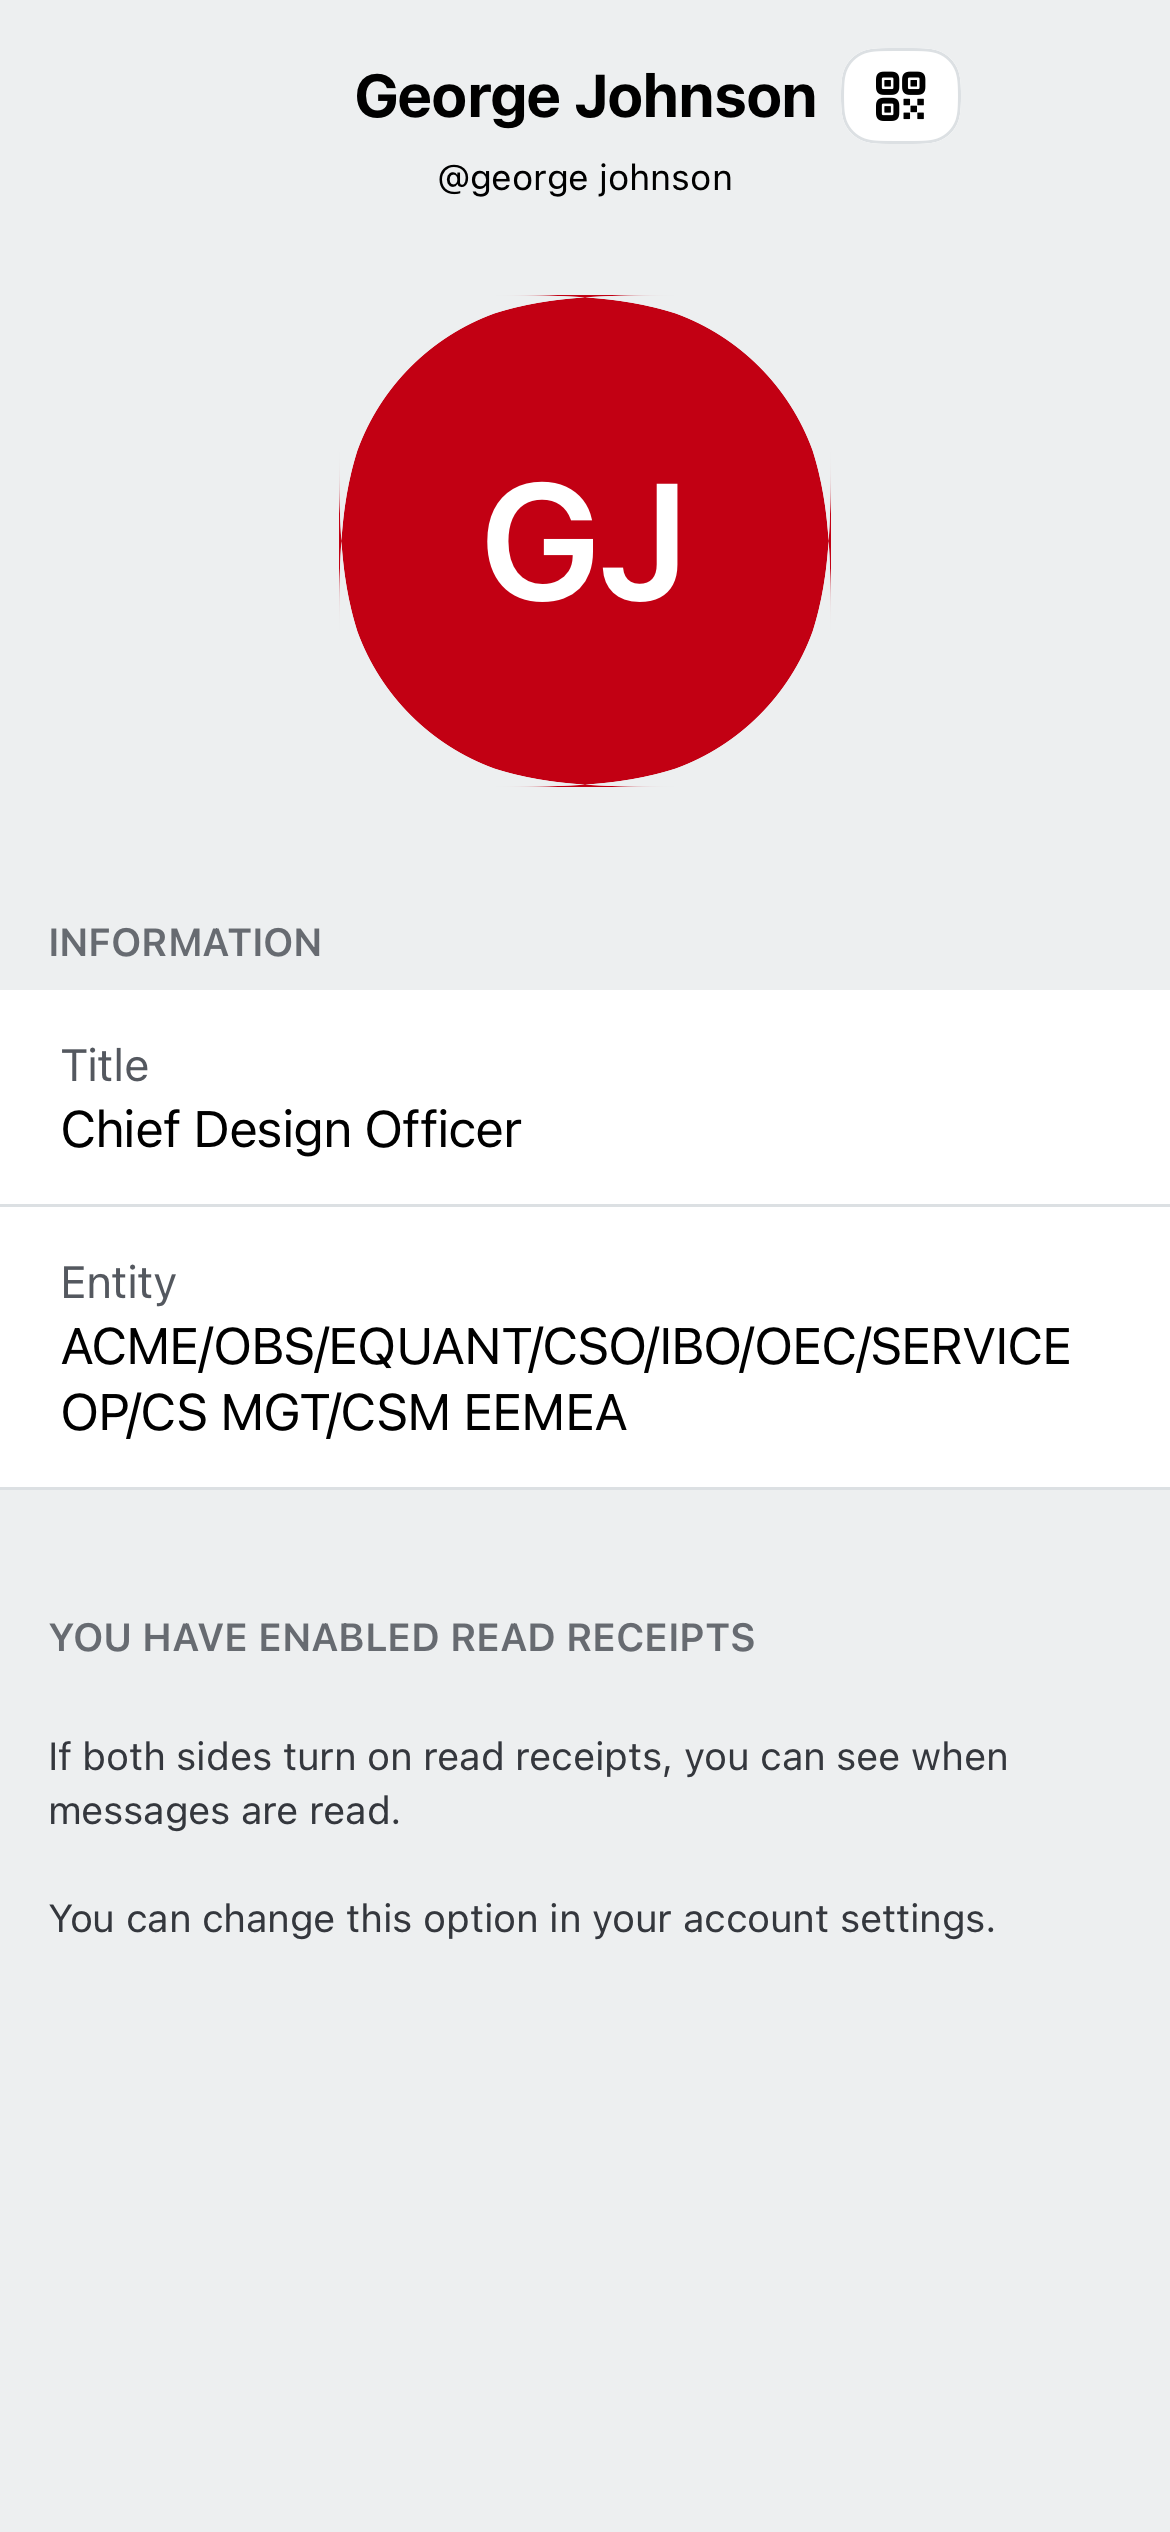 George Johnson
@george johnson
GJ
INFORMATION
Title
Chief Design Officer
Entity
ACME/OBS/EQUANT/CSO/IBO/OEC/SERVICE
OP/CS MGT/CSM EEMEA
YOU HAVE ENABLED READ RECEIPTS
If both sides turn on read receipts, you can see when
messages are read.
You can change this option in your account settings.